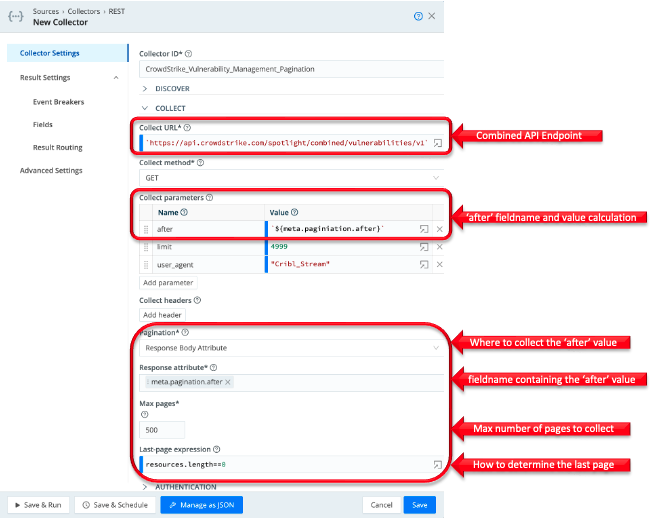 Sources > Collectors > REST
New Collector
Collector Settings
Result Settings
Event Breakers
Fields
Result Routing
Advanced Settings
Collector ID*
CrowdStrike_Vulnerability_Management_Pagination
DISCOVER
COLLECT
Collect URL*
`https://api.crowdstrike.com/spotlight/combined/vulnerabilities/v1`
Combined API Endpoint
Collect method*
GET
Collect parameters
Name Value
after `${meta.paginiation.after}`
'after' fieldname and value calculation
limit 4999
user_agent "Cribl_Stream"
Add parameter
Collect headers
Add header
Pagination*
Response Body Attribute
Where to collect the 'after' value
Response attribute*
meta.pagination.after
fieldname containing the 'after' value
Max pages*
500
Max number of pages to collect
Last-page expression
resources.length==0
How to determine the last page
AUTHENTICATION
Save & Run Save & Schedule Manage as JSON Cancel Save